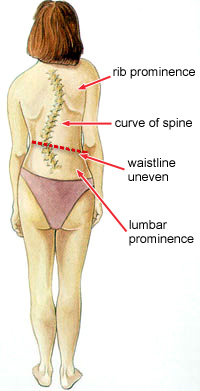 rib prominence
curve of spine
waistline
uneven
lumbar
prominence